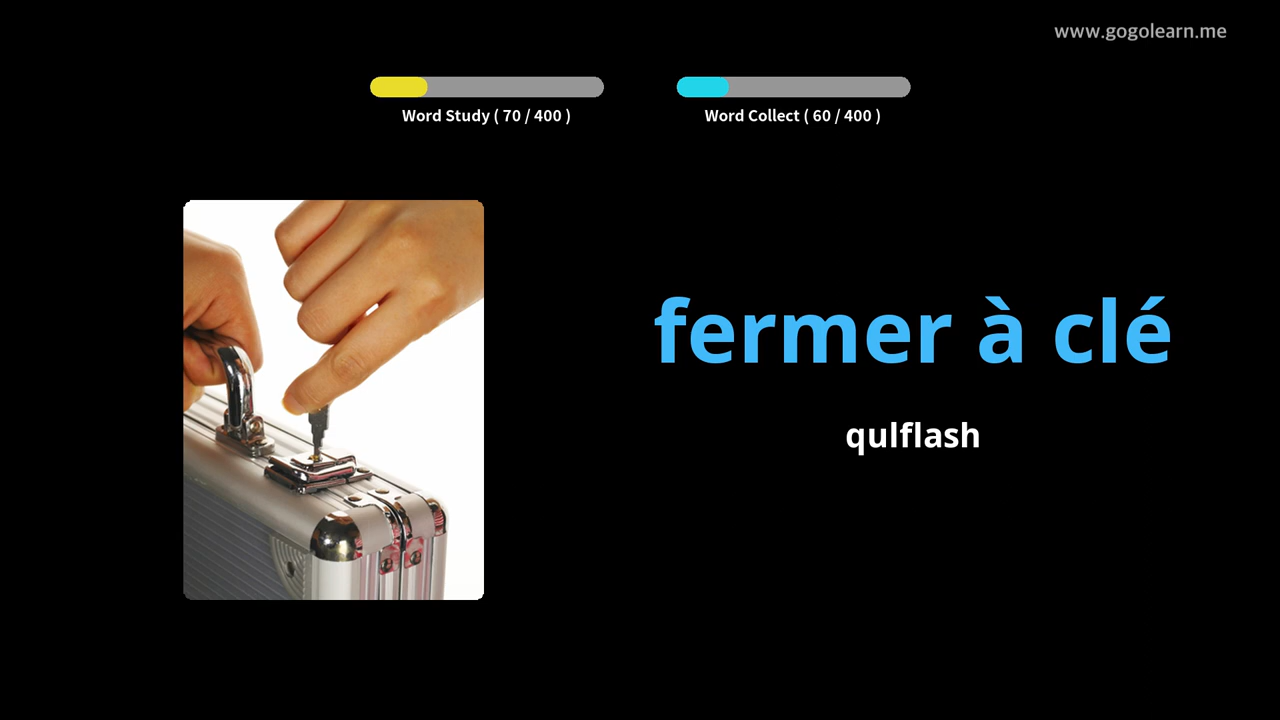 www.gogolearn.me
Word Study ( 70 / 400 )
Word Collect ( 60 / 400 )
fermer à clé
qulflash